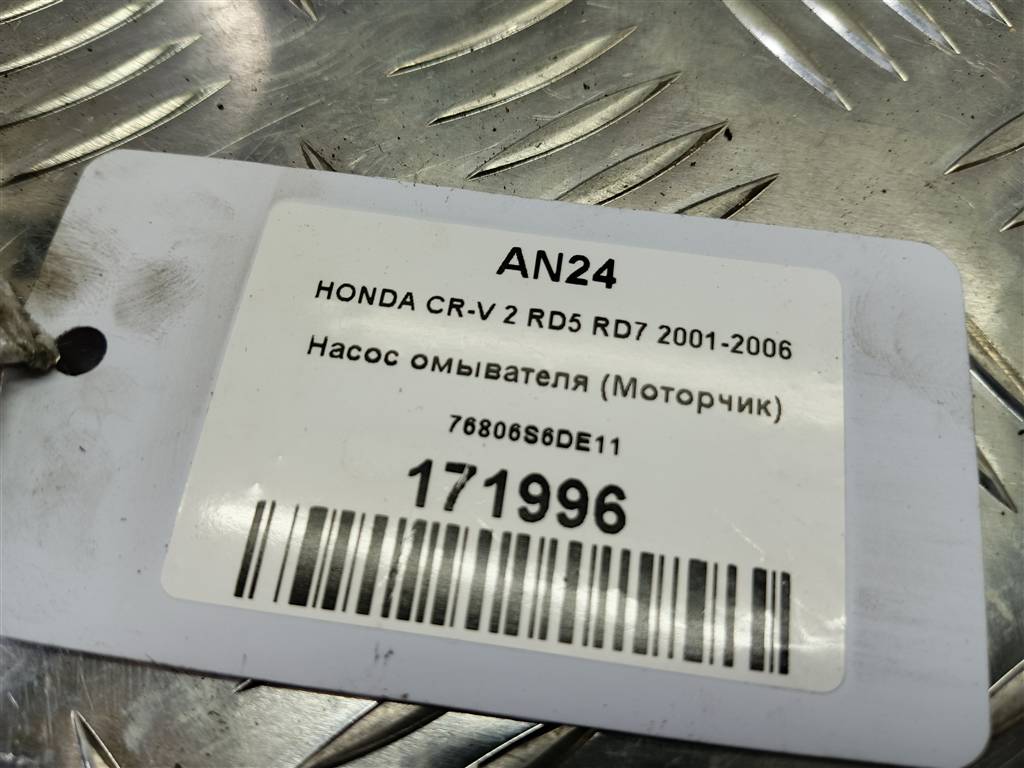 AN24
HONDA CR-V 2 RD5 RD7 2001-2006
Насос омывателя (Моторчик)
76806S6DE11
171996